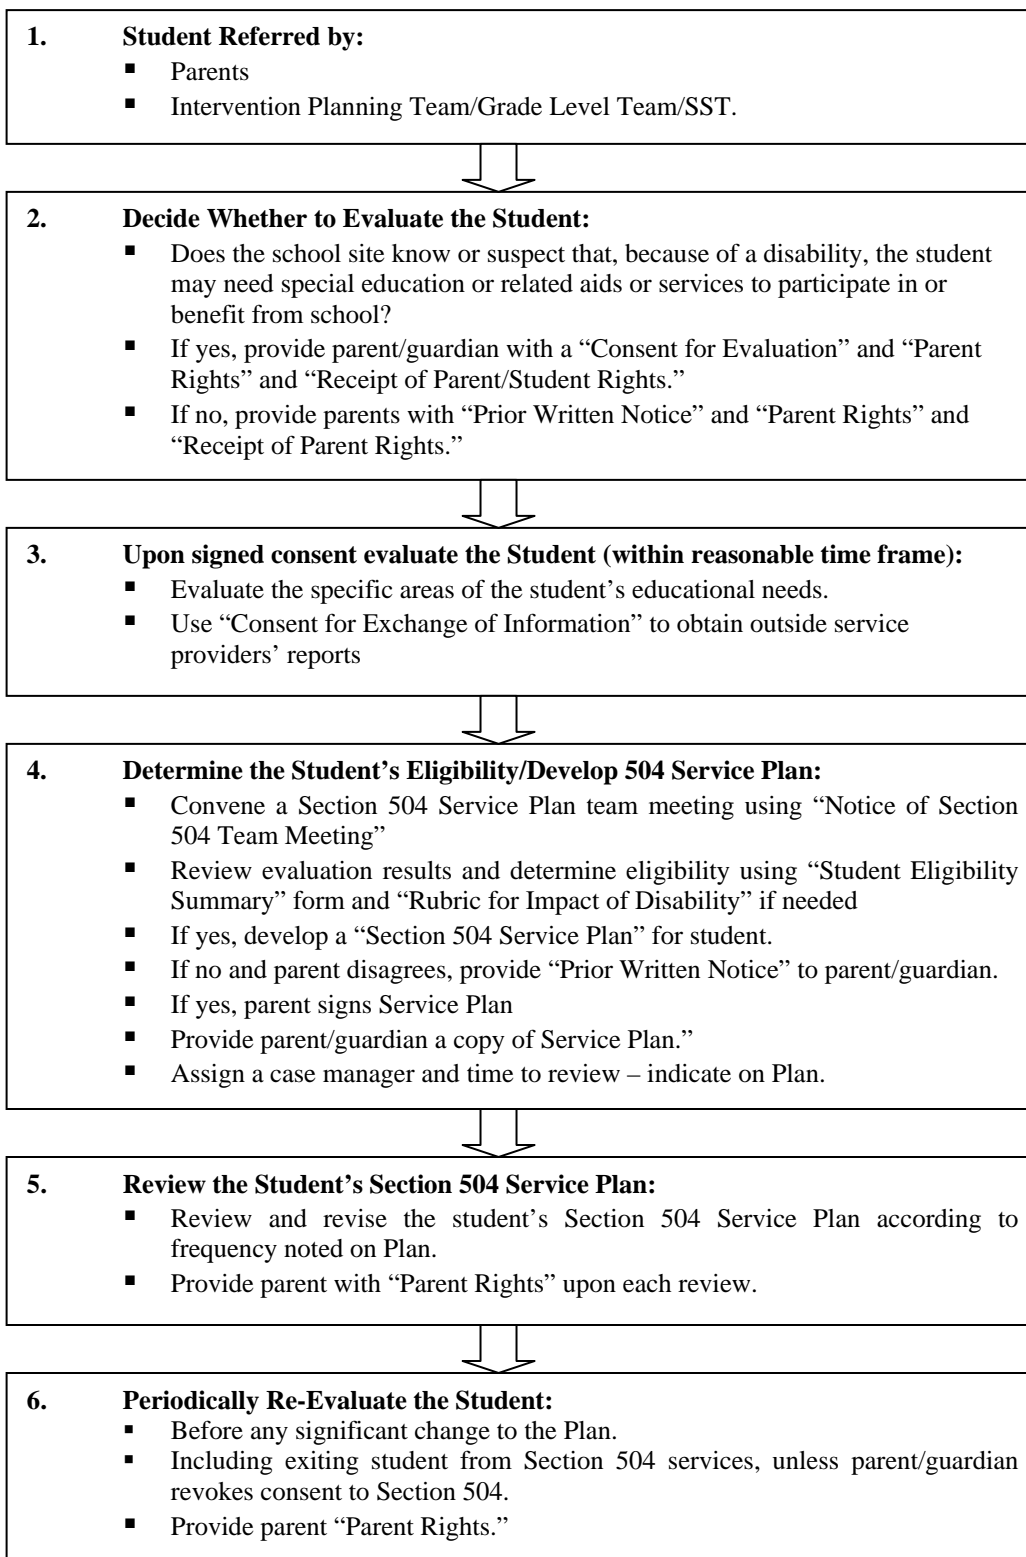 1. Student Referred by:
▪ Parents
▪ Intervention Planning Team/Grade Level Team/SST.
2. Decide Whether to Evaluate the Student:
▪ Does the school site know or suspect that, because of a disability, the student
may need special education or related aids or services to participate in or
benefit from school?
▪ If yes, provide parent/guardian with a “Consent for Evaluation” and “Parent
Rights” and “Receipt of Parent/Student Rights.”
▪ If no, provide parents with “Prior Written Notice” and “Parent Rights” and
“Receipt of Parent Rights.”
3. Upon signed consent evaluate the Student (within reasonable time frame):
▪ Evaluate the specific areas of the student’s educational needs.
▪ Use “Consent for Exchange of Information” to obtain outside service
providers’ reports
4. Determine the Student’s Eligibility/Develop 504 Service Plan:
▪ Convene a Section 504 Service Plan team meeting using “Notice of Section
504 Team Meeting”
▪ Review evaluation results and determine eligibility using “Student Eligibility
Summary” form and “Rubric for Impact of Disability” if needed
▪ If yes, develop a “Section 504 Service Plan” for student.
▪ If no and parent disagrees, provide “Prior Written Notice” to parent/guardian.
▪ If yes, parent signs Service Plan
▪ Provide parent/guardian a copy of Service Plan.”
▪ Assign a case manager and time to review – indicate on Plan.
5. Review the Student’s Section 504 Service Plan:
▪ Review and revise the student’s Section 504 Service Plan according to
frequency noted on Plan.
▪ Provide parent with “Parent Rights” upon each review.
6. Periodically Re-Evaluate the Student:
▪ Before any significant change to the Plan.
▪ Including exiting student from Section 504 services, unless parent/guardian
revokes consent to Section 504.
▪ Provide parent “Parent Rights.”